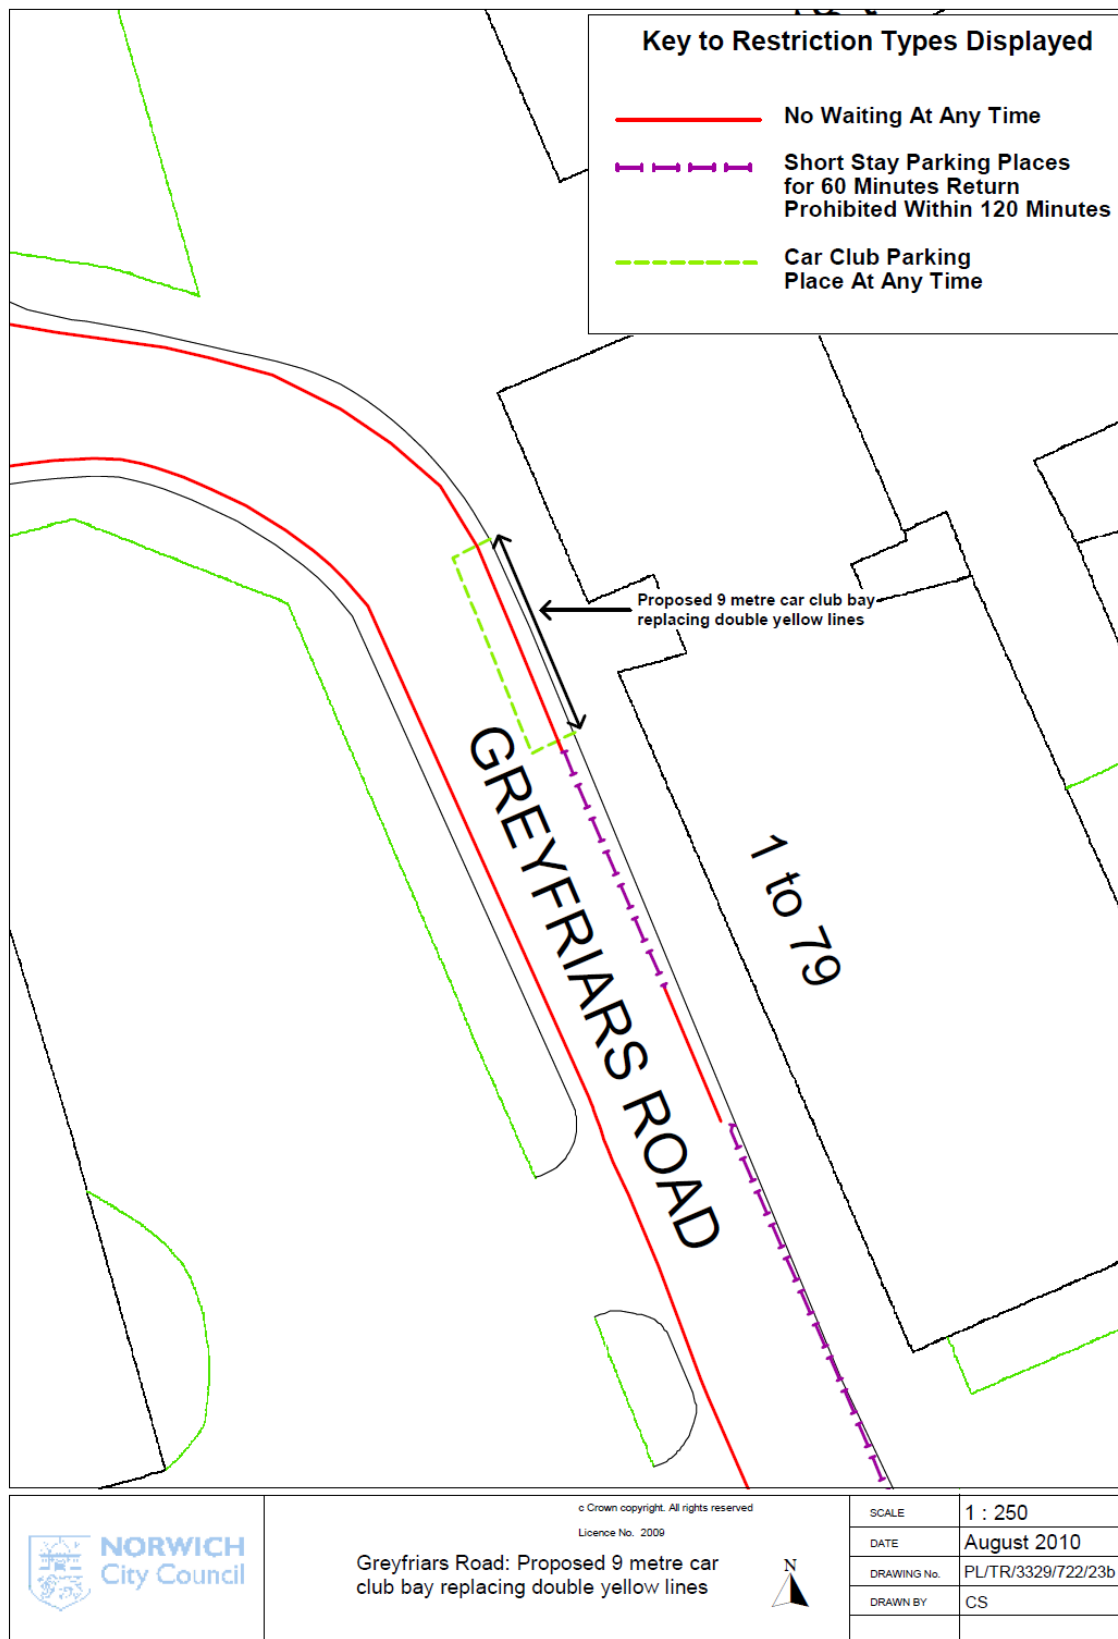 Key to Restriction Types Displayed
No Waiting At Any Time
Short Stay Parking Places
for 60 Minutes Return
Prohibited Within 120 Minutes
Car Club Parking
Place At Any Time
Proposed 9 metre car club bay
replacing double yellow lines
GREYFRIARS ROAD
1 to 79
NORWICH
City Council
c Crown copyright. All rights reserved
Licence No. 2009
Greyfriars Road: Proposed 9 metre car
club bay replacing double yellow lines
N
SCALE 1 : 250
DATE August 2010
DRAWING No. PL/TR/3329/722/23b
DRAWN BY CS